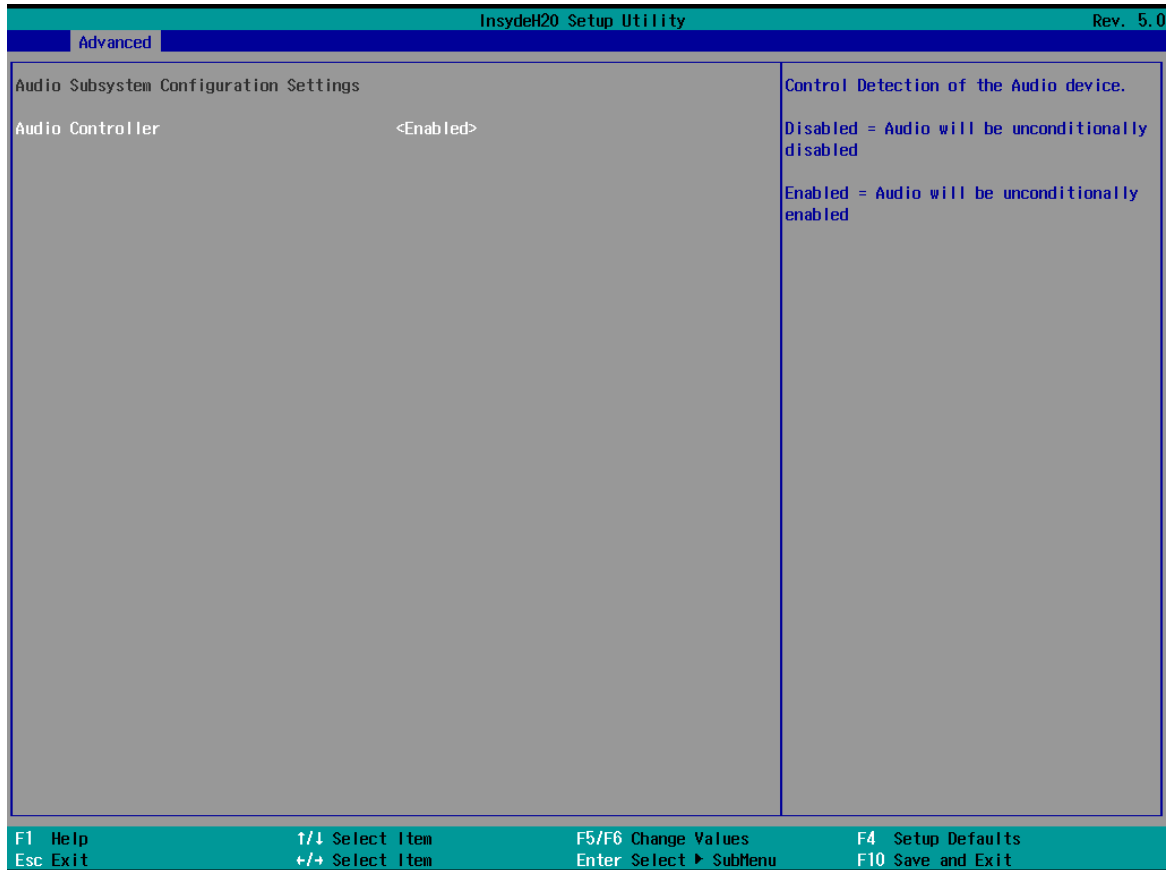 InsydeH20 Setup Utility Rev. 5.0
Advanced
Audio Subsystem Configuration Settings
Audio Controller <Enabled>
Control Detection of the Audio device.
Disabled = Audio will be unconditionally
disabled
Enabled = Audio will be unconditionally
enabled
F1 Help ↑/↓ Select Item F5/F6 Change Values F4 Setup Defaults
Esc Exit ←/→ Select Item Enter Select ▶ SubMenu F10 Save and Exit